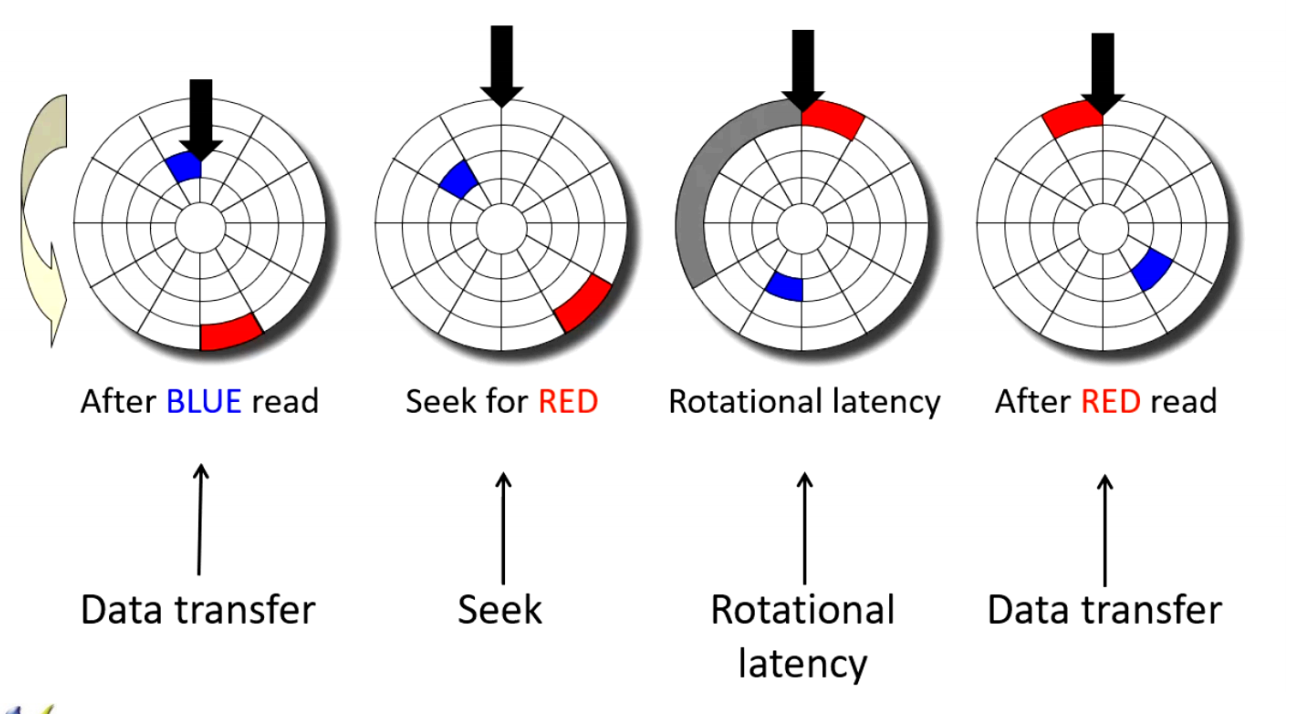 After BLUE read
Seek for RED
Rotational latency
After RED read
Data transfer
Seek
Rotational
latency
Data transfer